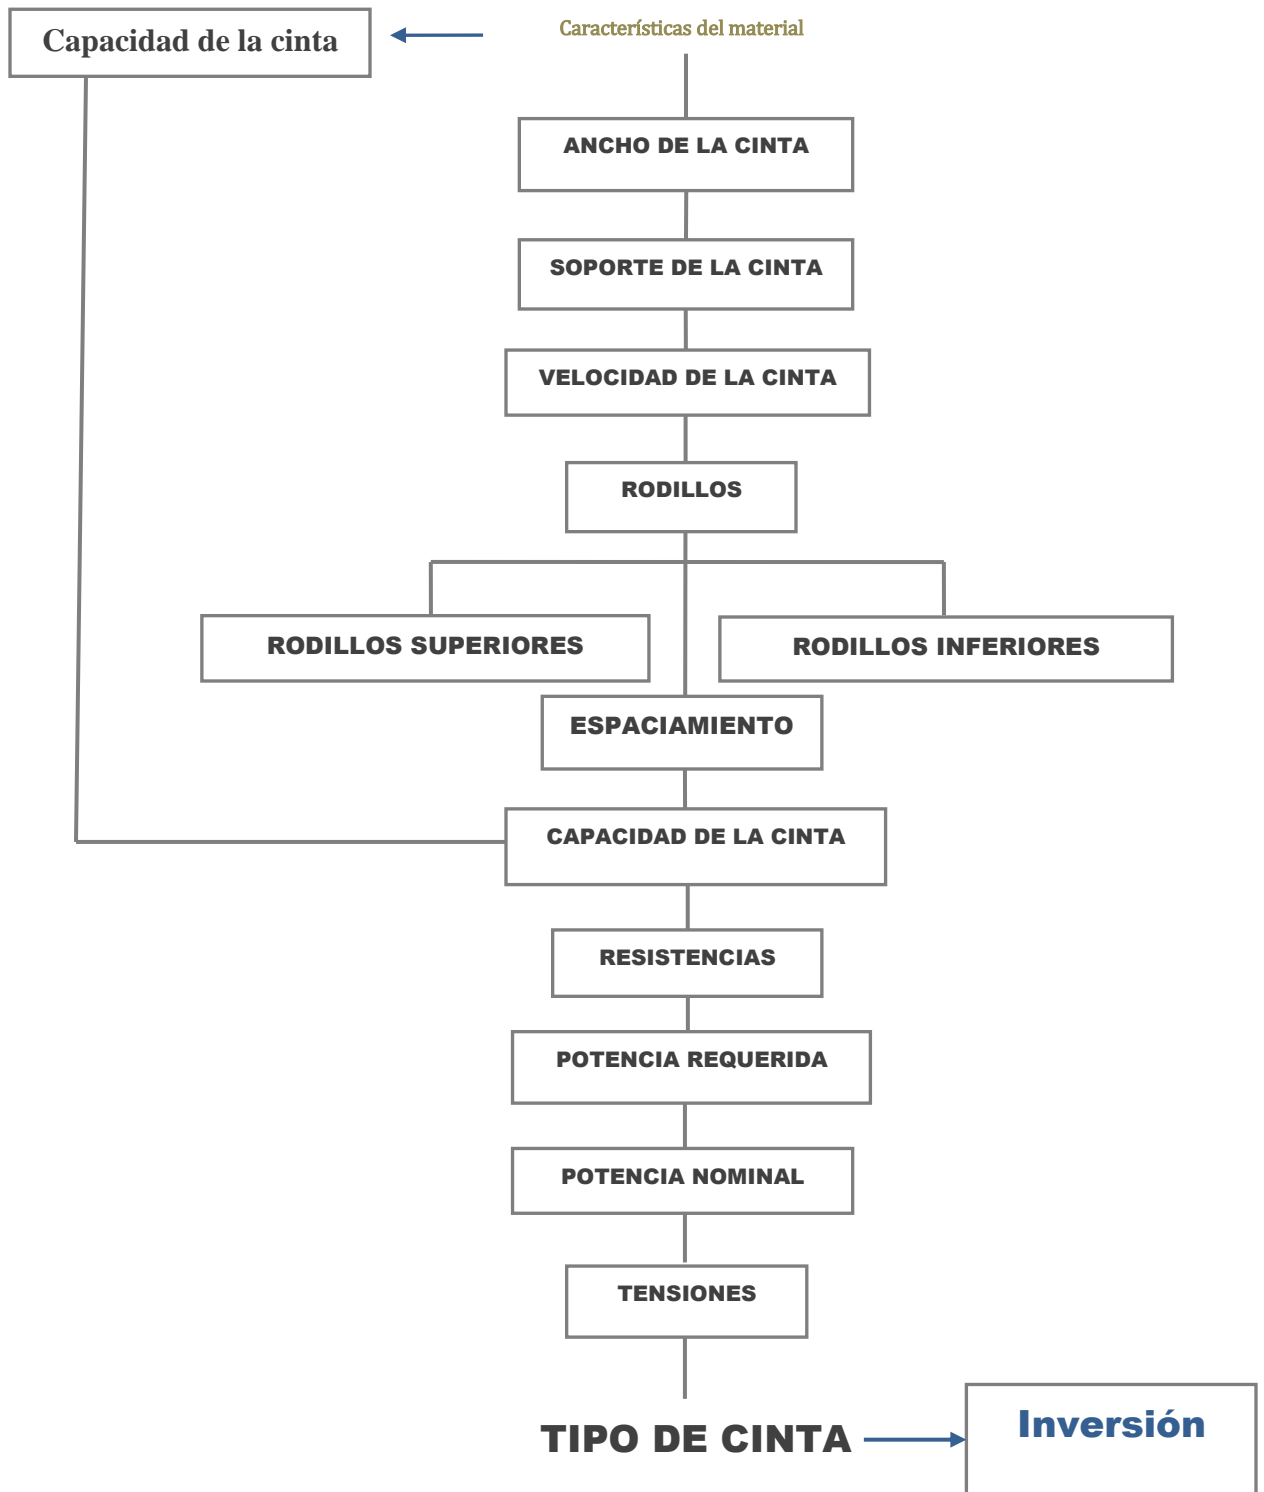 Capacidad de la cinta
Características del material
ANCHO DE LA CINTA
SOPORTE DE LA CINTA
VELOCIDAD DE LA CINTA
RODILLOS
RODILLOS SUPERIORES
RODILLOS INFERIORES
ESPACIAMIENTO
CAPACIDAD DE LA CINTA
RESISTENCIAS
POTENCIA REQUERIDA
POTENCIA NOMINAL
TENSIONES
TIPO DE CINTA
Inversión